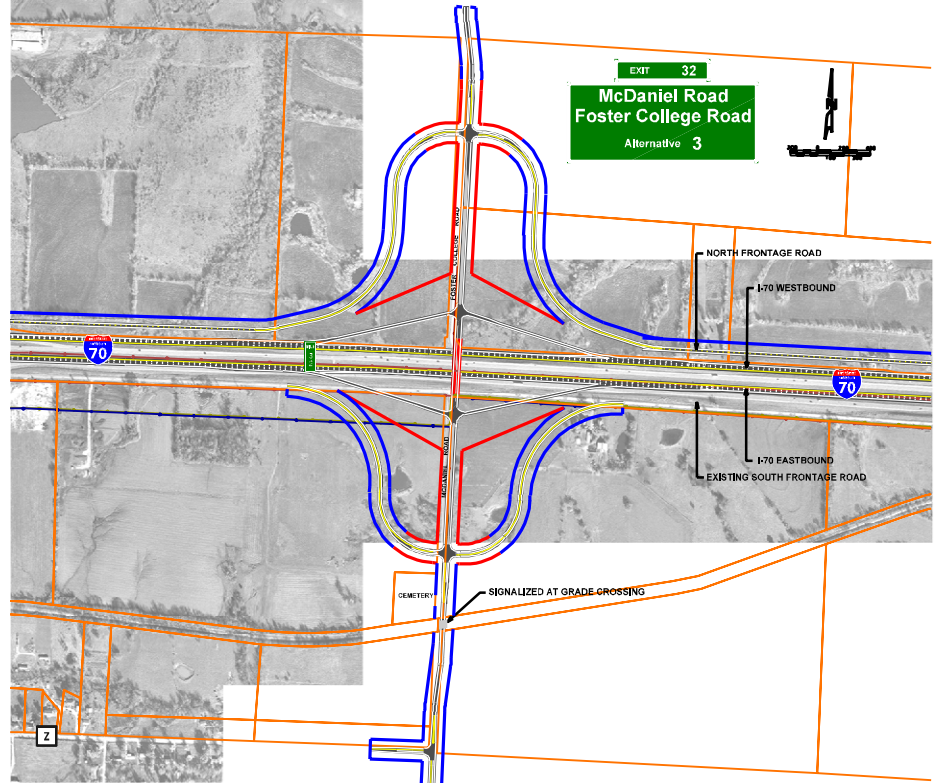 EXIT 32
McDaniel Road
Foster College Road
Alternative 3
FOSTER COLLEGE ROAD
NORTH FRONTAGE ROAD
I-70 WESTBOUND
70
70
MCDANIEL ROAD
I-70 EASTBOUND
EXISTING SOUTH FRONTAGE ROAD
CEMETERY
SIGNALIZED AT GRADE CROSSING
Z